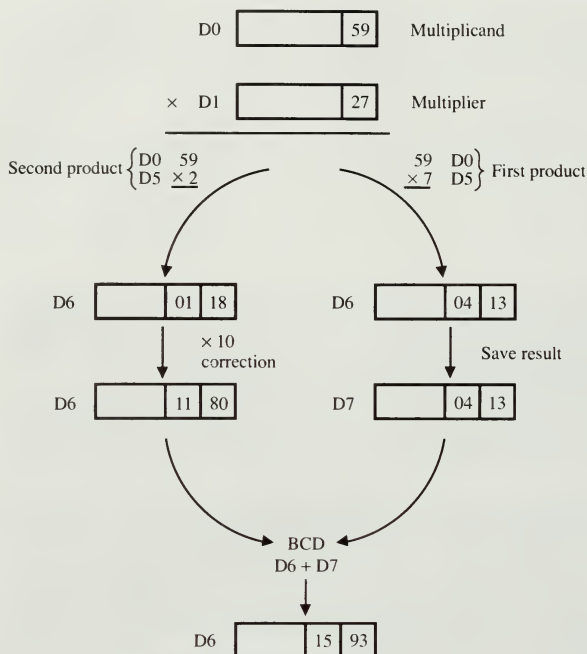 D0 59 Multiplicand
× D1 27 Multiplier
Second product { D0 59
D5 × 2
59 D0 } First product
× 7 D5
D6 01 18
D6 04 13
× 10
correction
Save result
D6 11 80
D7 04 13
BCD
D6 + D7
D6 15 93